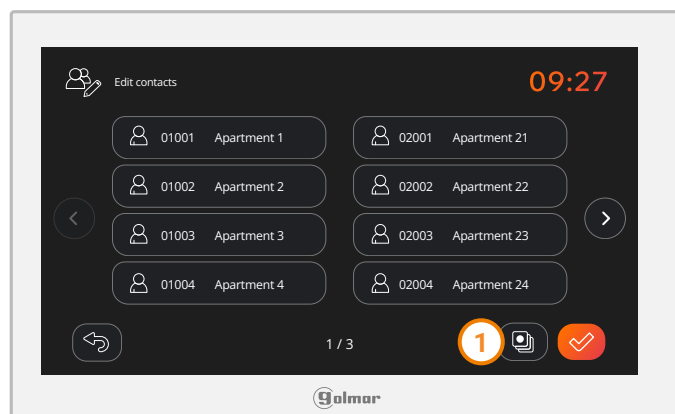 Edit contacts
09:27
01001 Apartment 1
02001 Apartment 21
01002 Apartment 2
02002 Apartment 22
01003 Apartment 3
02003 Apartment 23
01004 Apartment 4
02004 Apartment 24
1 / 3
1
golmar